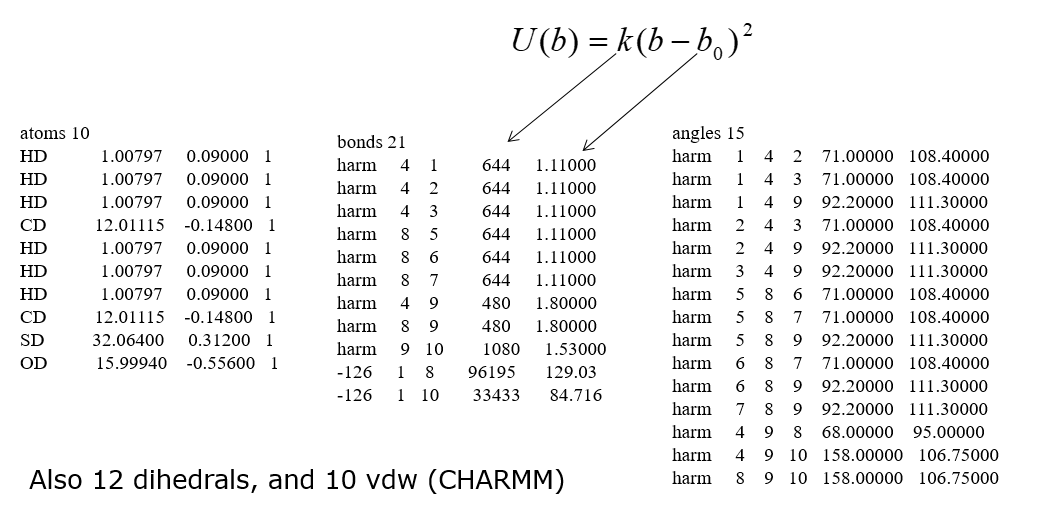 U(b) = k(b − b₀)²
atoms 10
HD 1.00797 0.09000 1
HD 1.00797 0.09000 1
HD 1.00797 0.09000 1
CD 12.01115 -0.14800 1
HD 1.00797 0.09000 1
HD 1.00797 0.09000 1
HD 1.00797 0.09000 1
CD 12.01115 -0.14800 1
SD 32.06400 0.31200 1
OD 15.99940 -0.55600 1
bonds 21
harm 4 1 644 1.11000
harm 4 2 644 1.11000
harm 4 3 644 1.11000
harm 8 5 644 1.11000
harm 8 6 644 1.11000
harm 8 7 644 1.11000
harm 4 9 480 1.80000
harm 8 9 480 1.80000
harm 9 10 1080 1.53000
-126 1 8 96195 129.03
-126 1 10 33433 84.716
angles 15
harm 1 4 2 71.00000 108.40000
harm 1 4 3 71.00000 108.40000
harm 1 4 9 92.20000 111.30000
harm 2 4 3 71.00000 108.40000
harm 2 4 9 92.20000 111.30000
harm 3 4 9 92.20000 111.30000
harm 5 8 6 71.00000 108.40000
harm 5 8 7 71.00000 108.40000
harm 5 8 9 92.20000 111.30000
harm 6 8 7 71.00000 108.40000
harm 6 8 9 92.20000 111.30000
harm 7 8 9 92.20000 111.30000
harm 4 9 8 68.00000 95.00000
harm 4 9 10 158.00000 106.75000
harm 8 9 10 158.00000 106.75000
Also 12 dihedrals, and 10 vdw (CHARMM)